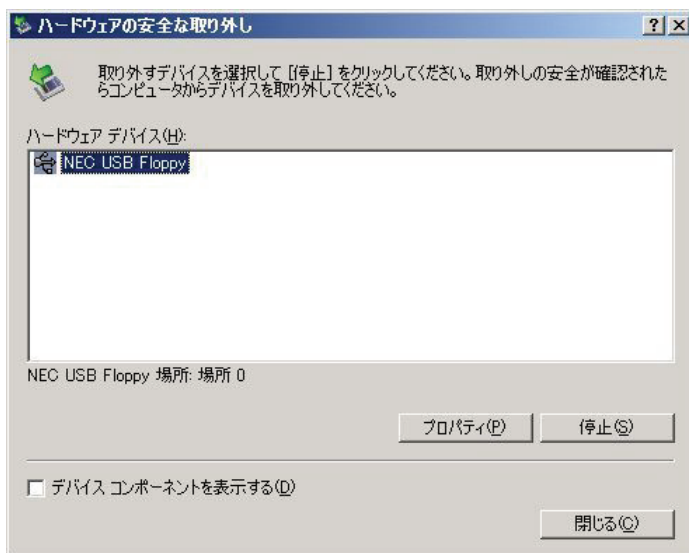 ハードウェアの安全な取り外し
取り外すデバイスを選択して [停止] をクリックしてください。取り外しの安全が確認された
らコンピュータからデバイスを取り外してください。
ハードウェア デバイス(H):
NEC USB Floppy
NEC USB Floppy 場所: 場所 0
プロパティ(P)
停止(S)
デバイス コンポーネントを表示する(D)
閉じる(C)